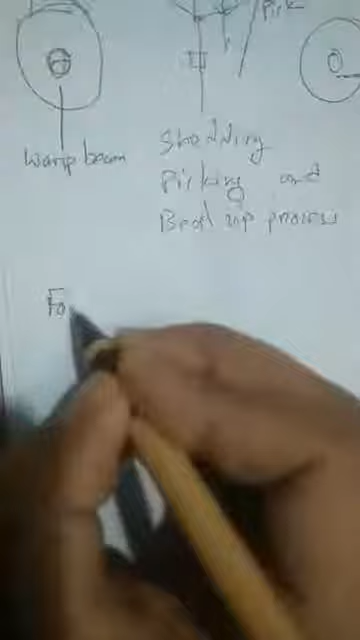 Pick
Warp beam
Shedding
Picking and
Beat up process
Fo